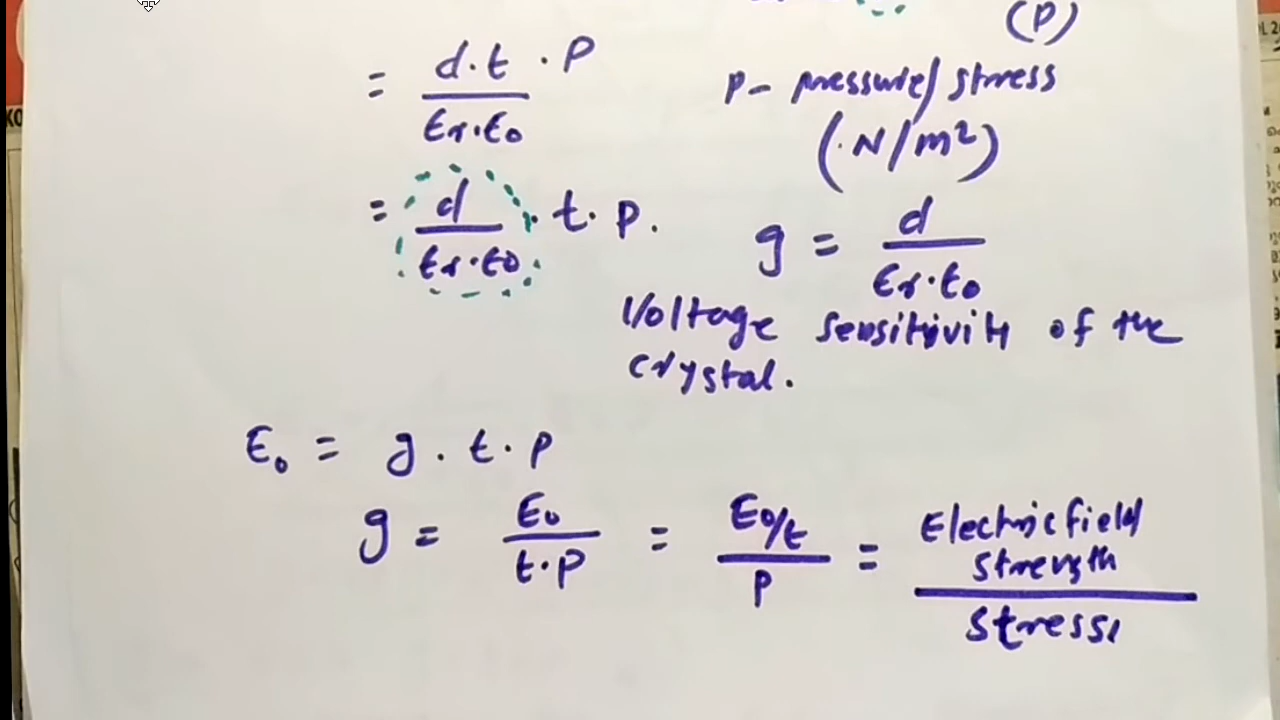 (P)
= d.t . P / εr.ε0
P - pressure/stress
(N/m²)
= d / εr.ε0 . t. P.
g = d / εr.ε0
Voltage sensitivity of the
crystal.
E0 = g . t . P
g = E0 / t.P = E0/t / P = Electric field strength / Stress